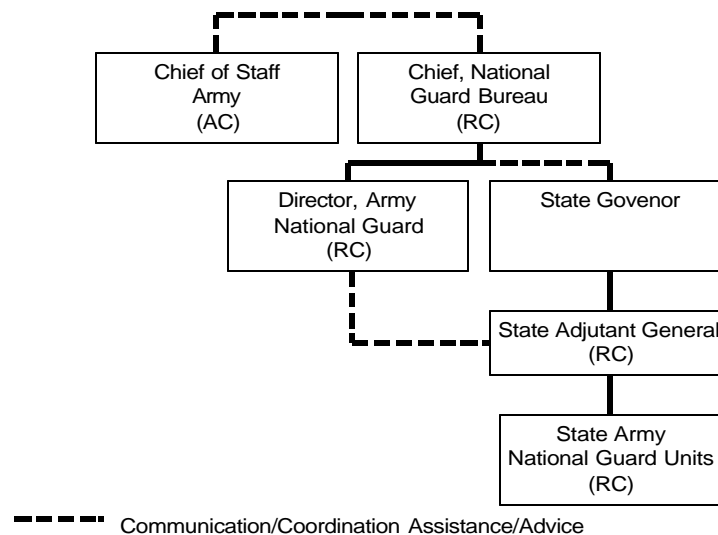 Chief of Staff
Army
(AC)
Chief, National
Guard Bureau
(RC)
Director, Army
National Guard
(RC)
State Govenor
State Adjutant General
(RC)
State Army
National Guard Units
(RC)
Communication/Coordination Assistance/Advice